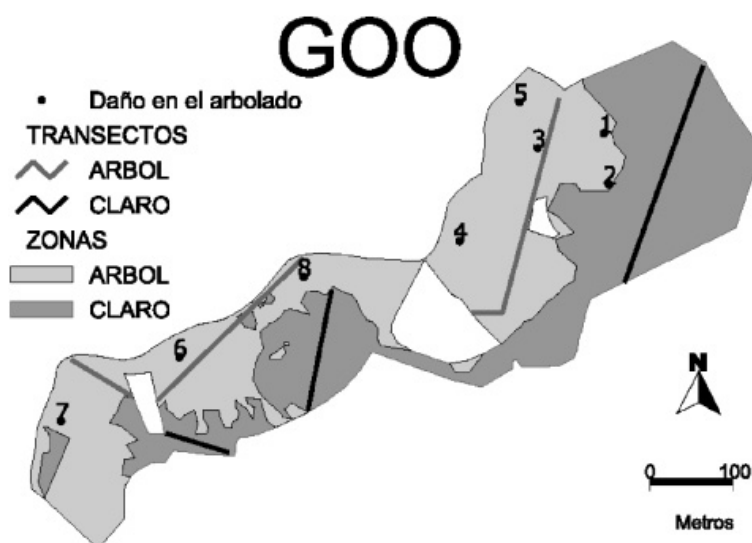 GOO
Daño en el arbolado
TRANSECTOS
ARBOL
CLARO
ZONAS
ARBOL
CLARO
5
1
3
2
4
8
6
7
N
0 100
Metros